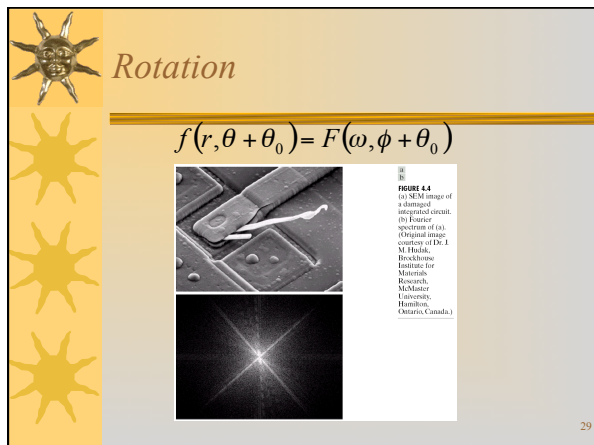 Rotation
f(r,θ + θ₀) = F(ω,ϕ + θ₀)
a
b
FIGURE 4.4
(a) SEM image of
a damaged
integrated circuit.
(b) Fourier
spectrum of (a).
(Original image
courtesy of Dr. J.
M. Hudak,
Brockhouse
Institute for
Materials
Research,
McMaster
University,
Hamilton,
Ontario, Canada.)
29